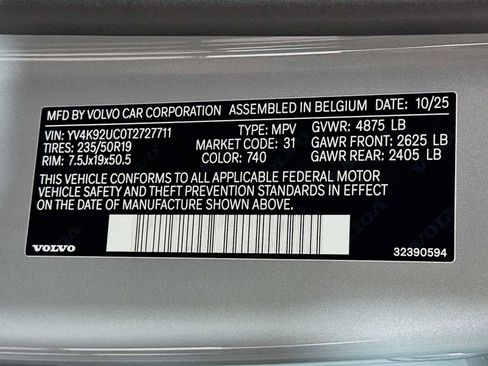 MFD BY VOLVO CAR CORPORATION ASSEMBLED IN BELGIUM DATE: 10/25
VIN: YV4K92UC0T2727711 TYPE: MPV GVWR: 4875 LB
TIRES: 235/50R19 MARKET CODE: 31 GAWR FRONT: 2625 LB
RIM: 7.5Jx19x50.5 COLOR: 740 GAWR REAR: 2405 LB
THIS VEHICLE CONFORMS TO ALL APPLICABLE FEDERAL MOTOR
VEHICLE SAFETY AND THEFT PREVENTION STANDARDS IN EFFECT
ON THE DATE OF MANUFACTURE SHOWN ABOVE.
VOLVO 32390594